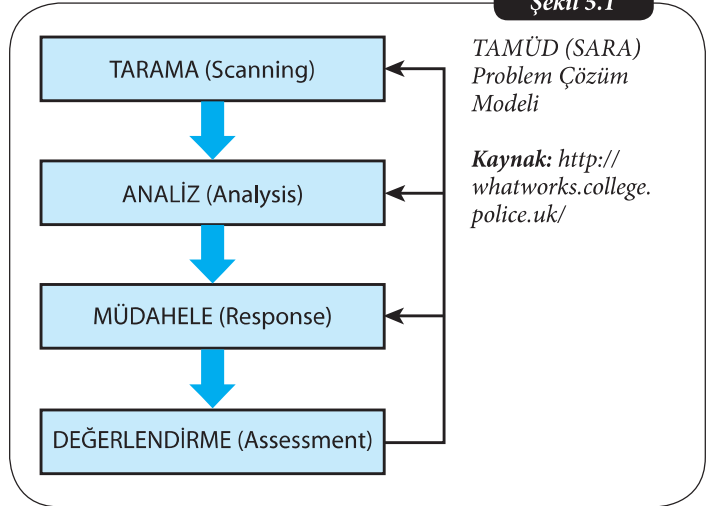 Şekil 5.1
TARAMA (Scanning)
ANALİZ (Analysis)
MÜDAHELE (Response)
DEĞERLENDİRME (Assessment)
TAMÜD (SARA)
Problem Çözüm
Modeli
Kaynak: http://
whatworks.college.
police.uk/